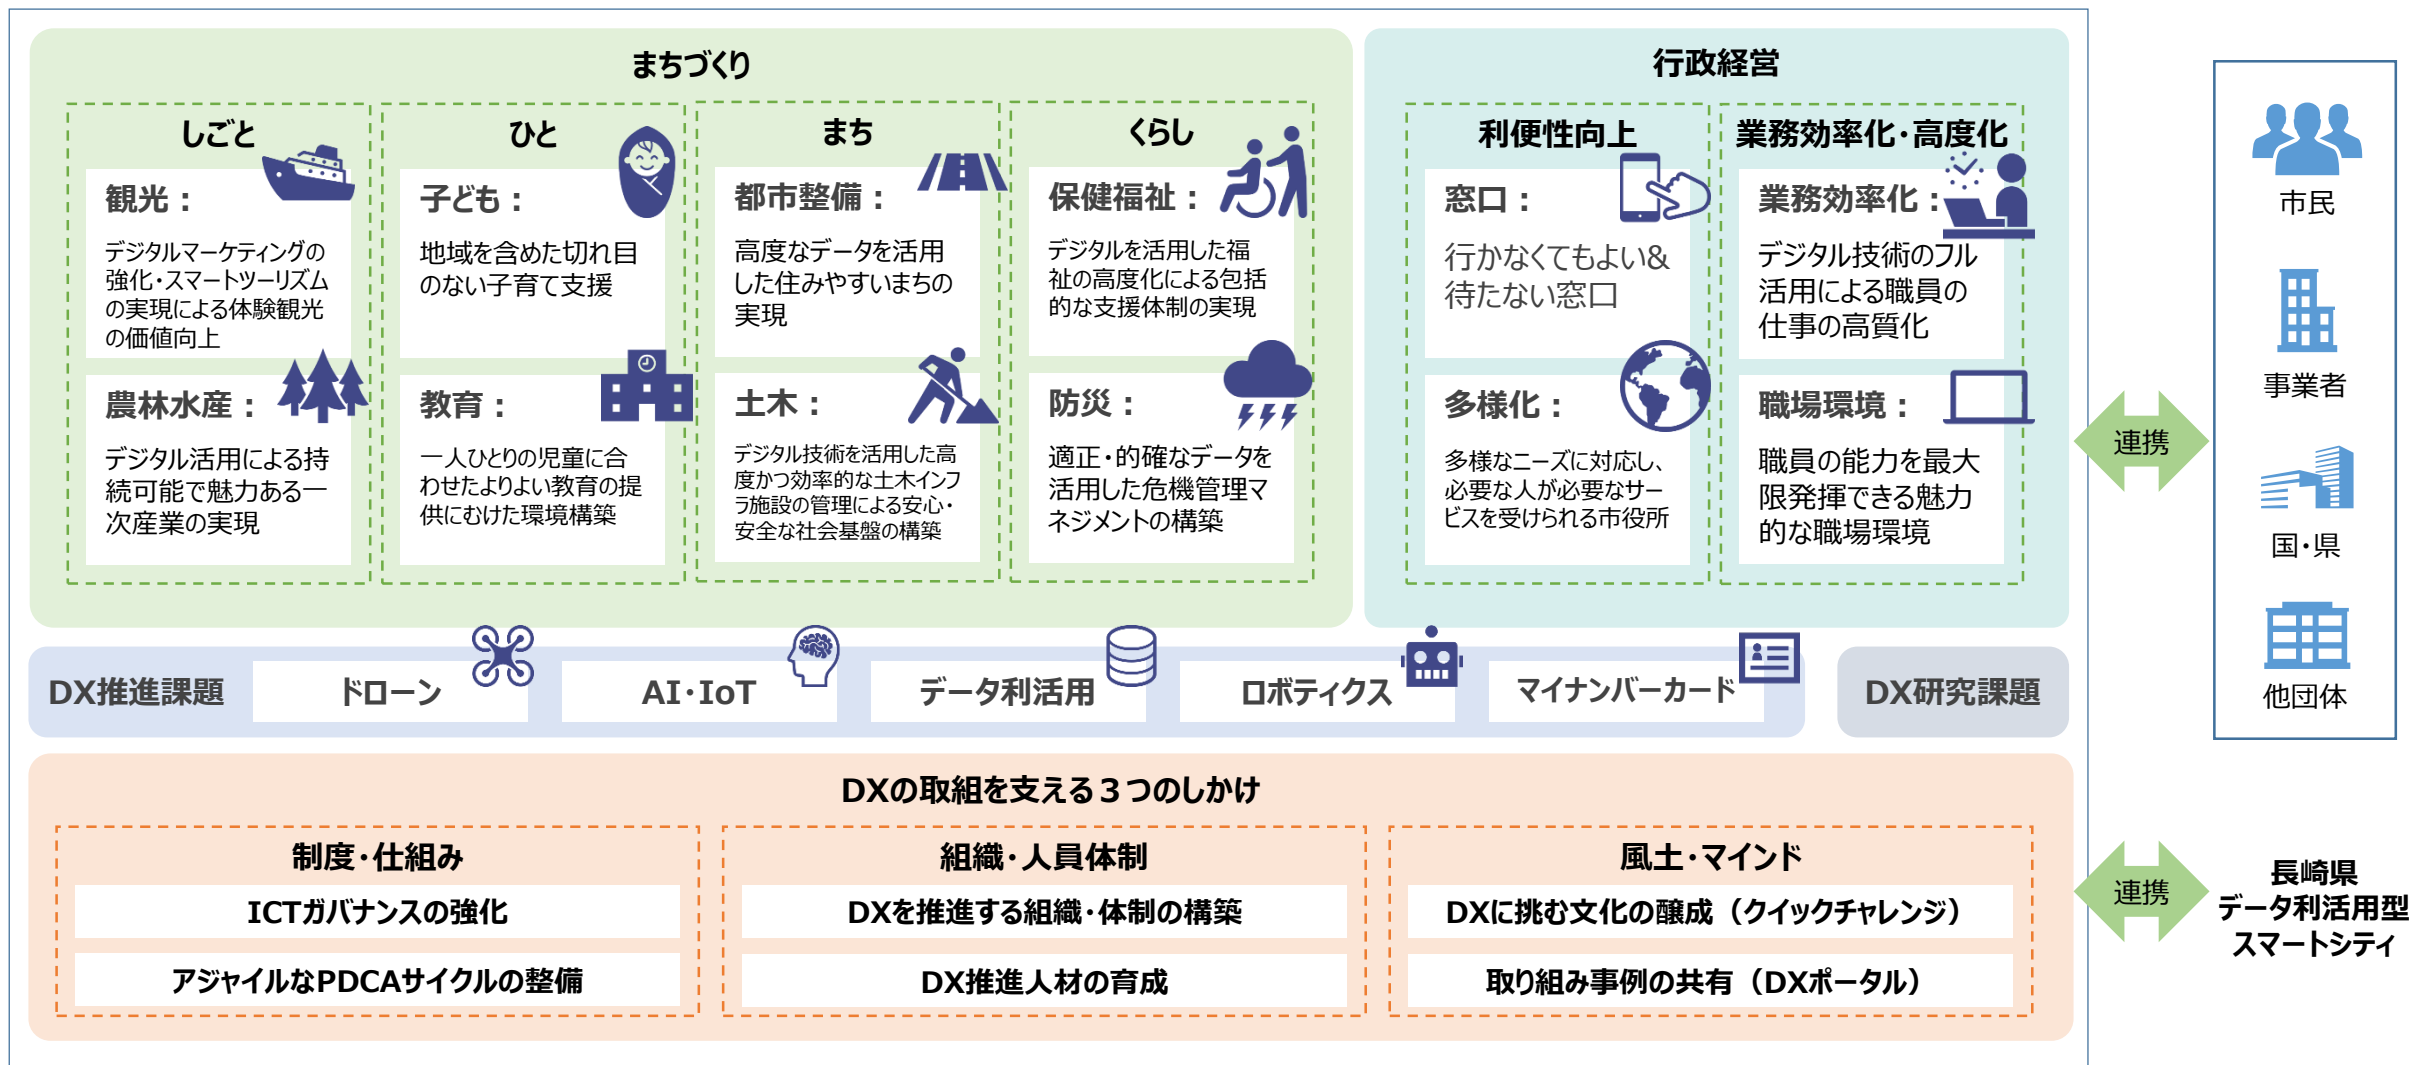 まちづくり
しごと
観光：
デジタルマーケティングの
強化・スマートツーリズム
の実現による体験観光
の価値向上
農林水産：
デジタル活用による持
続可能で魅力ある一
次産業の実現
ひと
子ども：
地域を含めた切れ目
のない子育て支援
教育：
一人ひとりの児童に合
わせたよりよい教育の提
供にむけた環境構築
まち
都市整備：
高度なデータを活用
した住みやすいまちの
実現
土木：
デジタル技術を活用した高
度かつ効率的な土木インフ
ラ施設の管理による安心・
安全な社会基盤の構築
くらし
保健福祉：
デジタルを活用した福
祉の高度化による包括
的な支援体制の実現
防災：
適正・的確なデータを
活用した危機管理マ
ネジメントの構築
行政経営
利便性向上
窓口：
行かなくてもよい&
待たない窓口
多様化：
多様なニーズに対応し、
必要な人が必要なサー
ビスを受けられる市役所
業務効率化・高度化
業務効率化：
デジタル技術のフル
活用による職員の
仕事の高質化
職場環境：
職員の能力を最大
限発揮できる魅力
的な職場環境
DX推進課題
ドローン
AI・IoT
データ利活用
ロボティクス
マイナンバーカード
DX研究課題
DXの取組を支える３つのしかけ
制度・仕組み
ICTガバナンスの強化
アジャイルなPDCAサイクルの整備
組織・人員体制
DXを推進する組織・体制の構築
DX推進人材の育成
風土・マインド
DXに挑む文化の醸成（クイックチャレンジ）
取り組み事例の共有（DXポータル）
連携
市民
事業者
国・県
他団体
連携
長崎県
データ利活用型
スマートシティ